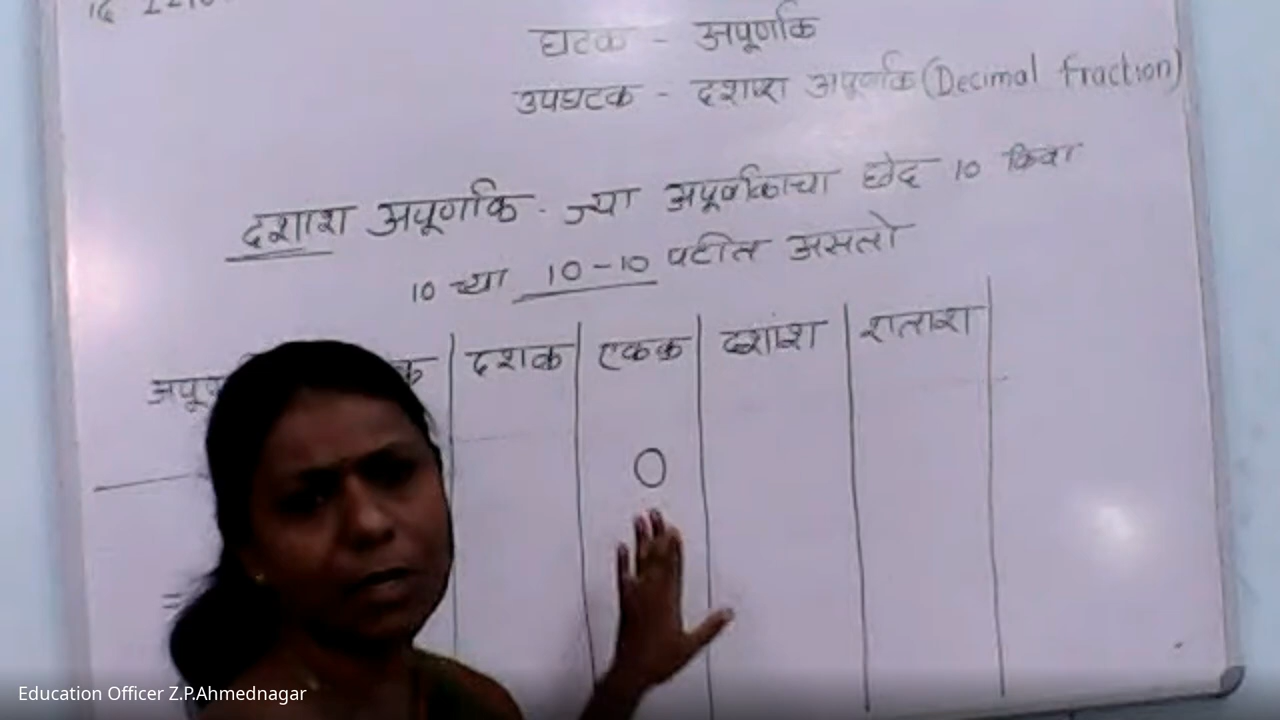 घटक - अपूर्णांक
उपघटक - दशांश अपूर्णांक (Decimal fraction)
दशांश अपूर्णांक - ज्या अपूर्णांकाचा छेद 10 किंवा
10 च्या 10-10 पटीत असतो
दशक एकक दशांश शतांश
0
Education Officer Z.P.Ahmednagar